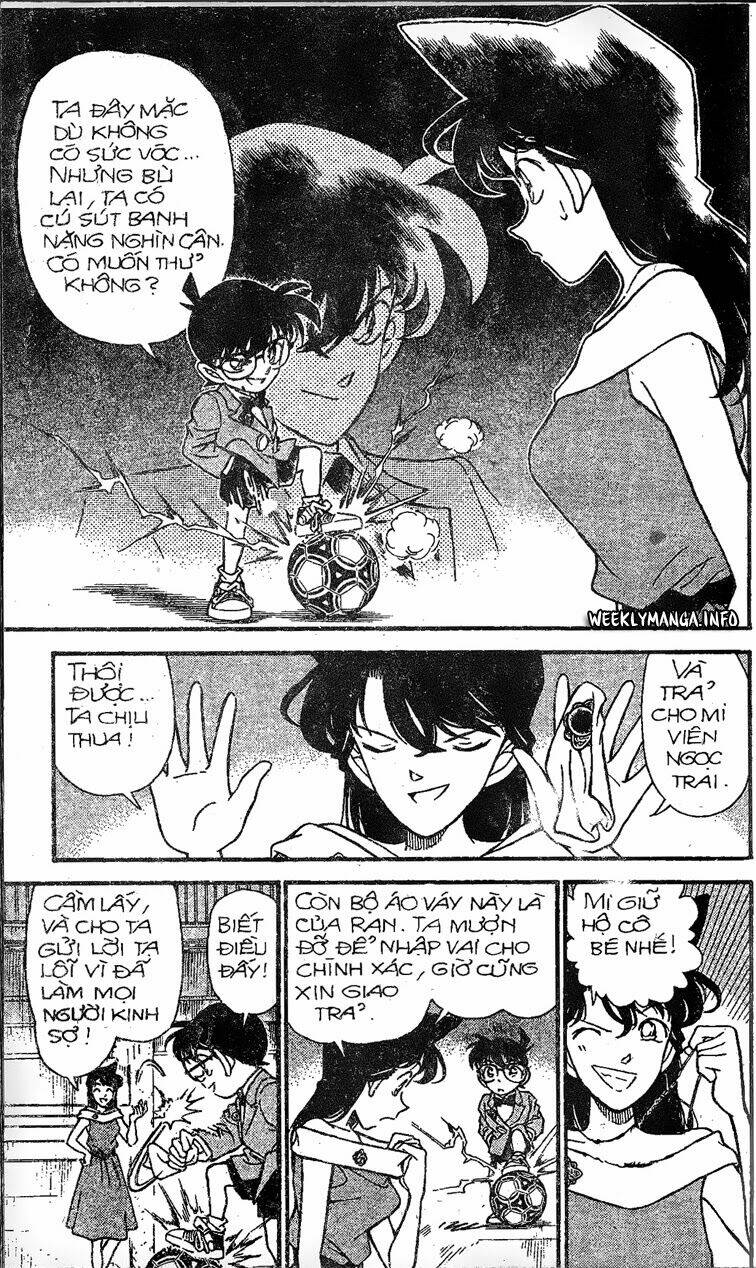 TA ĐÂY MẶC
DÙ KHÔNG
CÓ SỨC VÓC...
NHƯNG BÙ
LẠI, TA CÓ
CÚ SÚT BANH
NẶNG NGHÌN CÂN.
CÓ MUỐN THỬ
KHÔNG?
WEEKLYMANGA.INFO
THÔI
ĐƯỢC...
TA CHỊU
THUA!
VÀ
TRẢ
CHO MI
VIÊN
NGỌC
TRAI.
CẦM LẤY,
VÀ CHO TA
GỬI LỜI TẠ
LỖI VÌ ĐÃ
LÀM MỌI
NGƯỜI KINH
SỢ!
BIẾT
ĐIỀU
ĐẤY!
CÒN BỘ ÁO VÁY NÀY LÀ
CỦA RAN. TA MƯỢN
ĐỠ ĐỂ NHẬP VAI CHO
CHÍNH XÁC, GIỜ CŨNG
XIN GIAO
TRẢ.
MI GIỮ
HỘ CÔ
BÉ NHÉ!